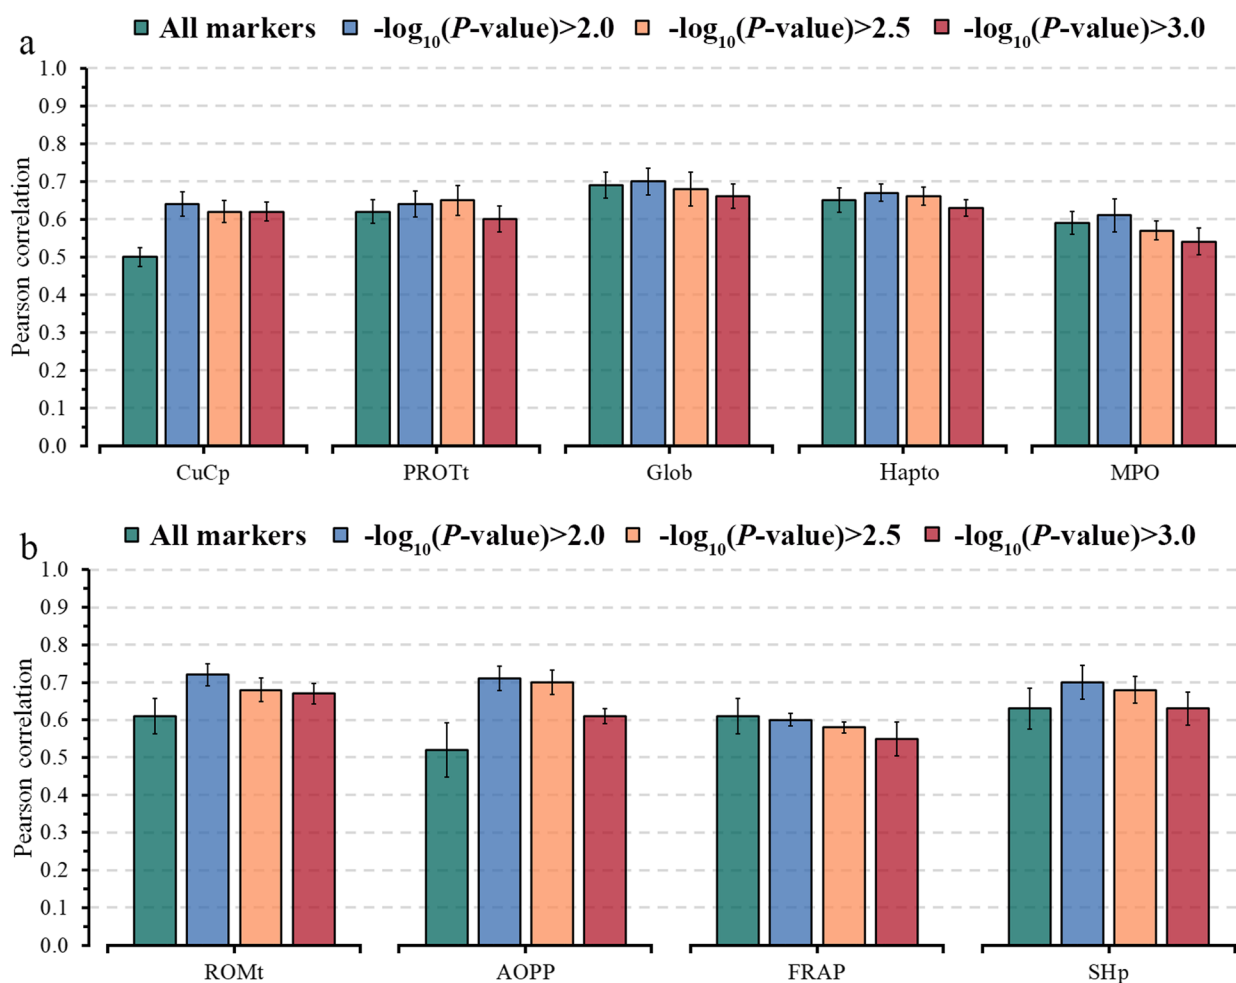 a
All markers -log10(P-value)>2.0 -log10(P-value)>2.5 -log10(P-value)>3.0
Pearson correlation
1.0
0.9
0.8
0.7
0.6
0.5
0.4
0.3
0.2
0.1
0.0
CuCp PROTt Glob Hapto MPO
b
All markers -log10(P-value)>2.0 -log10(P-value)>2.5 -log10(P-value)>3.0
Pearson correlation
1.0
0.9
0.8
0.7
0.6
0.5
0.4
0.3
0.2
0.1
0.0
ROMt AOPP FRAP SHp